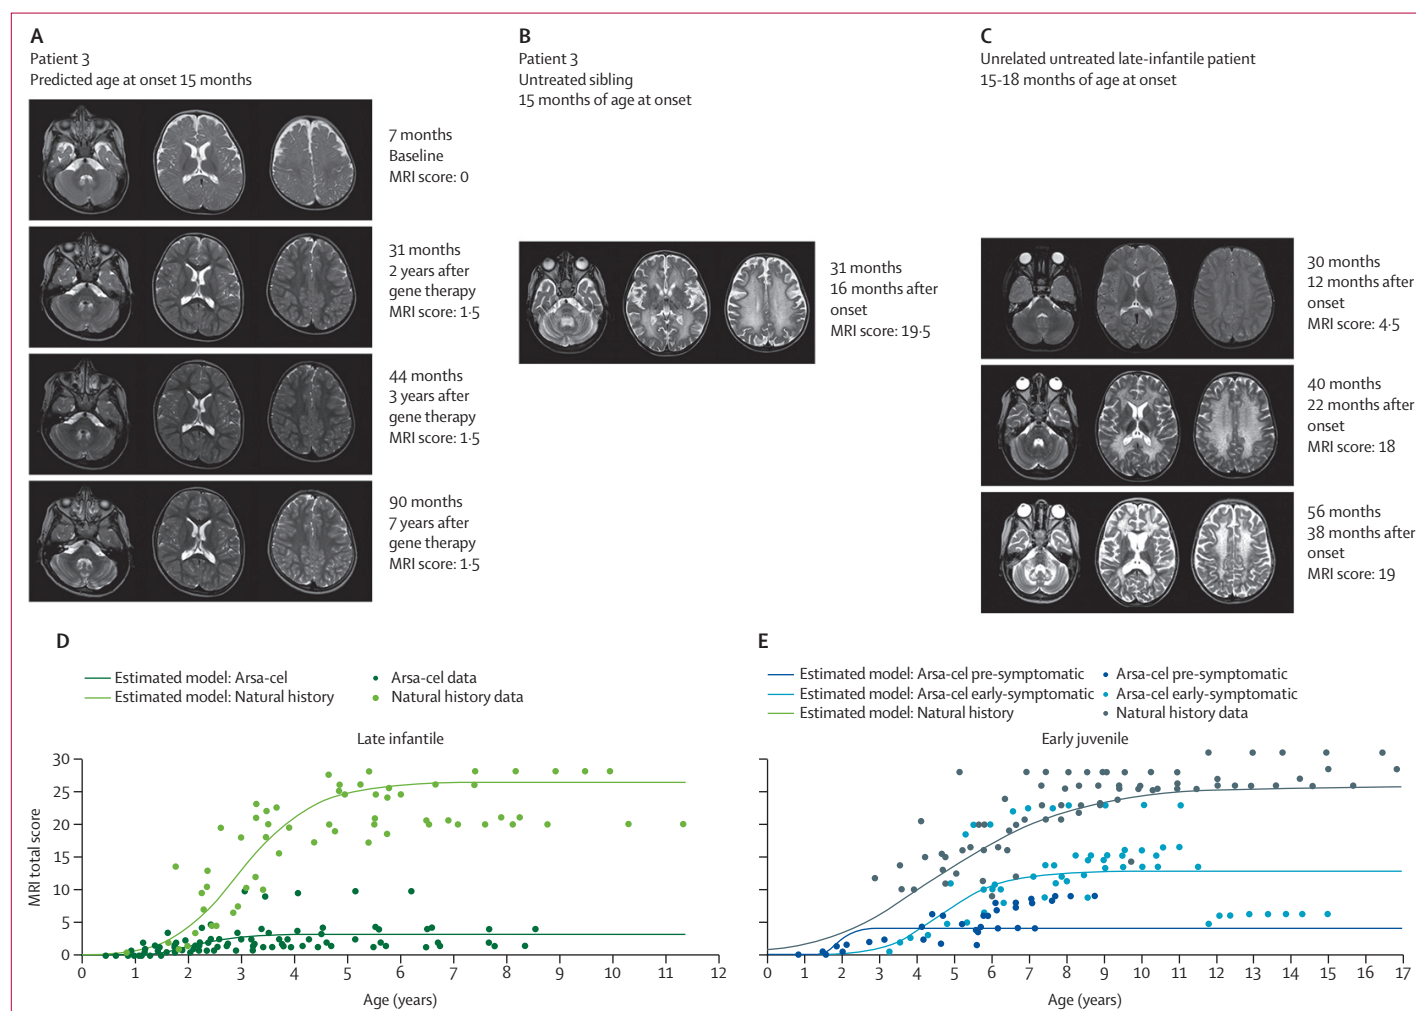 A
Patient 3
Predicted age at onset 15 months
7 months
Baseline
MRI score: 0
31 months
2 years after
gene therapy
MRI score: 1·5
44 months
3 years after
gene therapy
MRI score: 1·5
90 months
7 years after
gene therapy
MRI score: 1·5
B
Patient 3
Untreated sibling
15 months of age at onset
31 months
16 months after
onset
MRI score: 19·5
C
Unrelated untreated late-infantile patient
15-18 months of age at onset
30 months
12 months after
onset
MRI score: 4·5
40 months
22 months after
onset
MRI score: 18
56 months
38 months after
onset
MRI score: 19
D
Estimated model: Arsa-cel
Estimated model: Natural history
Arsa-cel data
Natural history data
Late infantile
MRI total score
30
25
20
15
10
5
0
0 1 2 3 4 5 6 7 8 9 10 11 12
Age (years)
E
Estimated model: Arsa-cel pre-symptomatic
Estimated model: Arsa-cel early-symptomatic
Estimated model: Natural history
Arsa-cel pre-symptomatic
Arsa-cel early-symptomatic
Natural history data
Early juvenile
0 1 2 3 4 5 6 7 8 9 10 11 12 13 14 15 16 17
Age (years)